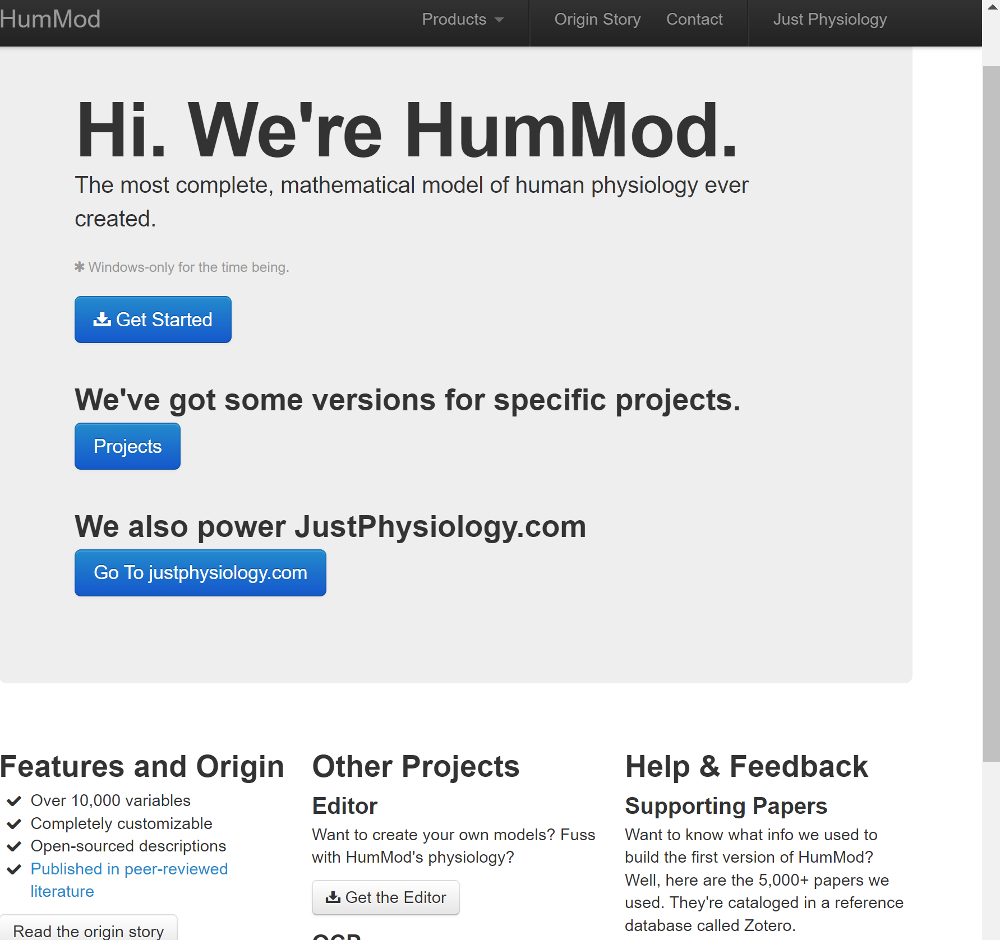 HumMod
Products
Origin Story
Contact
Just Physiology
Hi. We're HumMod.
The most complete, mathematical model of human physiology ever
created.
✱ Windows-only for the time being.
Get Started
We've got some versions for specific projects.
Projects
We also power JustPhysiology.com
Go To justphysiology.com
Features and Origin
Over 10,000 variables
Completely customizable
Open-sourced descriptions
Published in peer-reviewed
literature
Read the origin story
Other Projects
Editor
Want to create your own models? Fuss
with HumMod's physiology?
Get the Editor
Help & Feedback
Supporting Papers
Want to know what info we used to
build the first version of HumMod?
Well, here are the 5,000+ papers we
used. They're cataloged in a reference
database called Zotero.